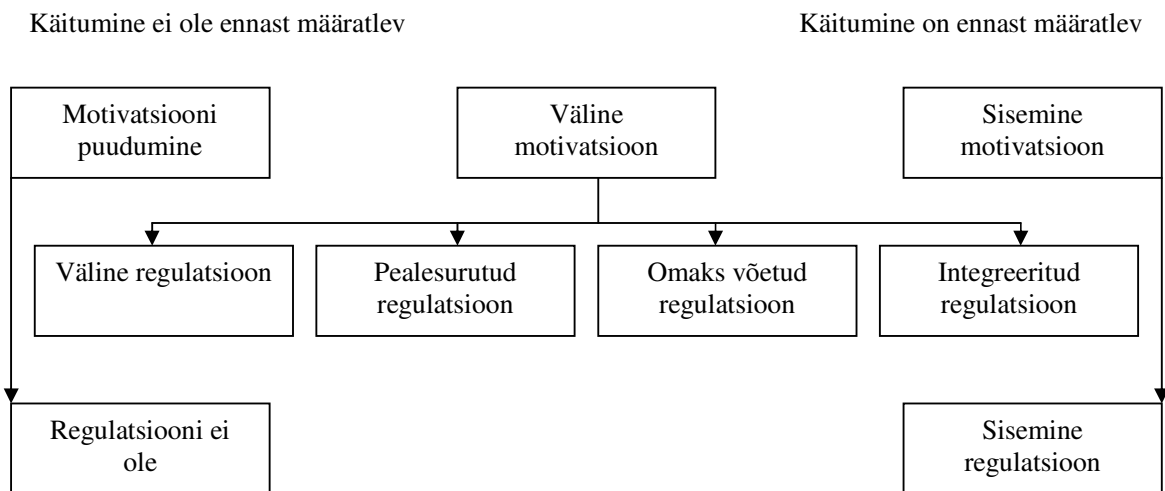 Käitumine ei ole ennast määratlev
Käitumine on ennast määratlev
Motivatsiooni
puudumine
Väline
motivatsioon
Sisemine
motivatsioon
Väline regulatsioon
Pealesurutud
regulatsioon
Omaks võetud
regulatsioon
Integreeritud
regulatsioon
Regulatsiooni ei
ole
Sisemine
regulatsioon